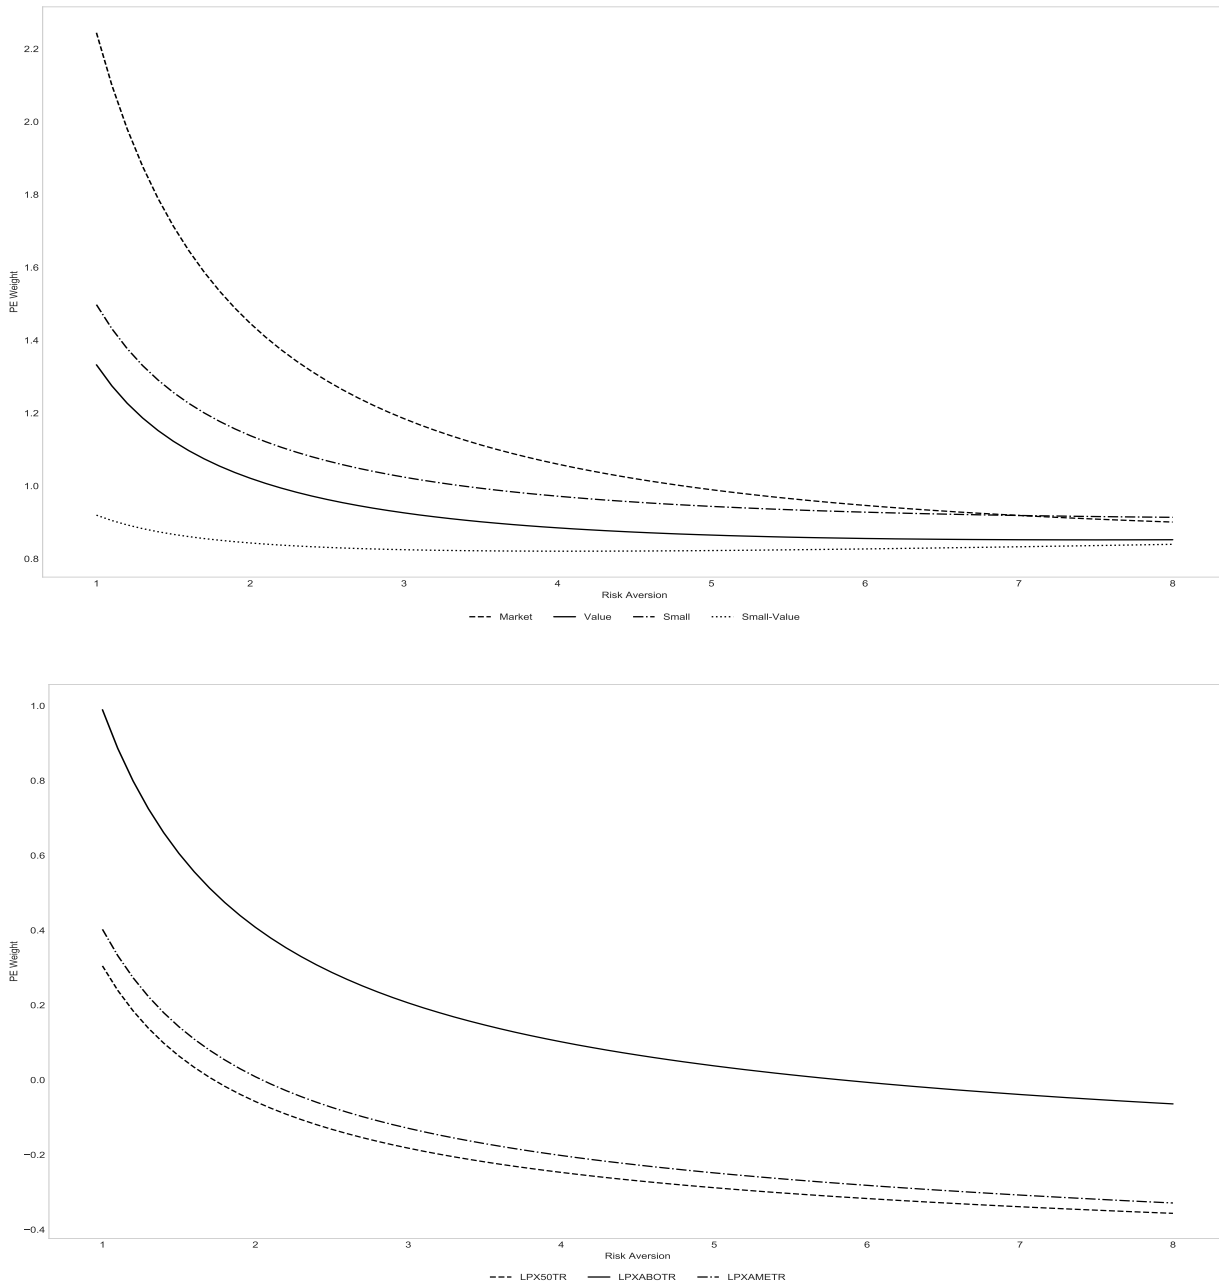 2.2
2.0
1.8
1.6
1.4
1.2
1.0
0.8
PE Weight
1 2 3 4 5 6 7 8
Risk Aversion
Market Value Small Small-Value
1.0
0.8
0.6
0.4
0.2
0.0
−0.2
−0.4
PE Weight
1 2 3 4 5 6 7 8
Risk Aversion
LPX50TR LPXABOTR LPXAMETR